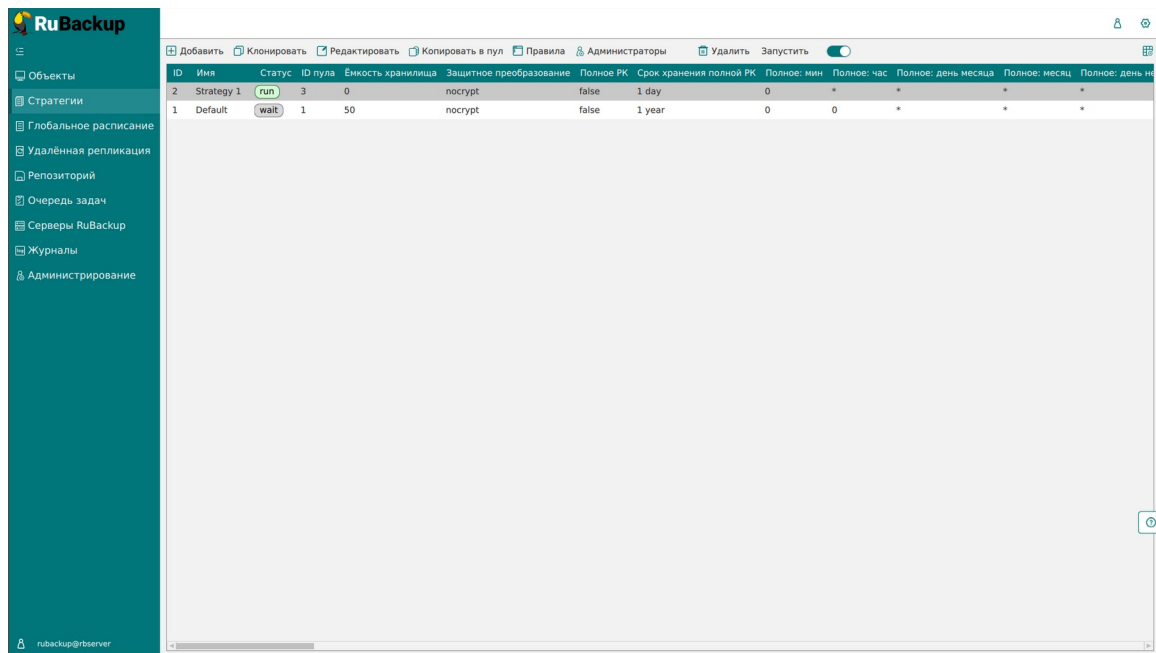 RuBackup
Добавить Клонировать Редактировать Копировать в пул Правила Администраторы Удалить Запустить
Объекты
Стратегии
Глобальное расписание
Удалённая репликация
Репозиторий
Очередь задач
Серверы RuBackup
Журналы
Администрирование
ID Имя Статус ID пула Ёмкость хранилища Защитное преобразование Полное РК Срок хранения полной РК Полное: мин Полное: час Полное: день месяца Полное: месяц Полное: день не
2 Strategy 1 run 3 0 nocrypt false 1 day 0 * * * *
1 Default wait 1 50 nocrypt false 1 year 0 0 * * *
rubackup@rbserver